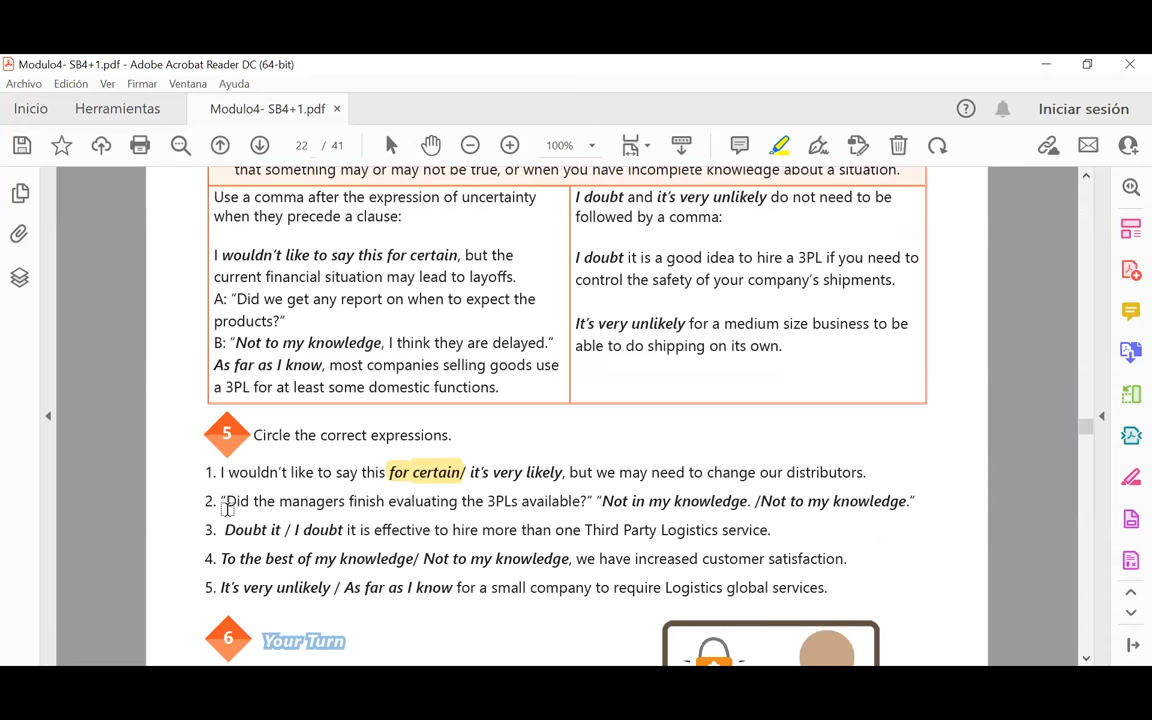 Modulo4- SB4+1.pdf - Adobe Acrobat Reader DC (64-bit)
Archivo Edición Ver Firmar Ventana Ayuda
Inicio Herramientas Modulo4- SB4+1.pdf × Iniciar sesión
22 / 41 100%
that something may or may not be true, or when you have incomplete knowledge about a situation.
Use a comma after the expression of uncertainty
when they precede a clause:
I wouldn't like to say this for certain, but the
current financial situation may lead to layoffs.
A: "Did we get any report on when to expect the
products?"
B: "Not to my knowledge, I think they are delayed."
As far as I know, most companies selling goods use
a 3PL for at least some domestic functions.
I doubt and it's very unlikely do not need to be
followed by a comma:
I doubt it is a good idea to hire a 3PL if you need to
control the safety of your company's shipments.
It's very unlikely for a medium size business to be
able to do shipping on its own.
5 Circle the correct expressions.
1. I wouldn't like to say this for certain/ it's very likely, but we may need to change our distributors.
2. "Did the managers finish evaluating the 3PLs available?" "Not in my knowledge. /Not to my knowledge."
3. Doubt it / I doubt it is effective to hire more than one Third Party Logistics service.
4. To the best of my knowledge/ Not to my knowledge, we have increased customer satisfaction.
5. It's very unlikely / As far as I know for a small company to require Logistics global services.
6 Your Turn